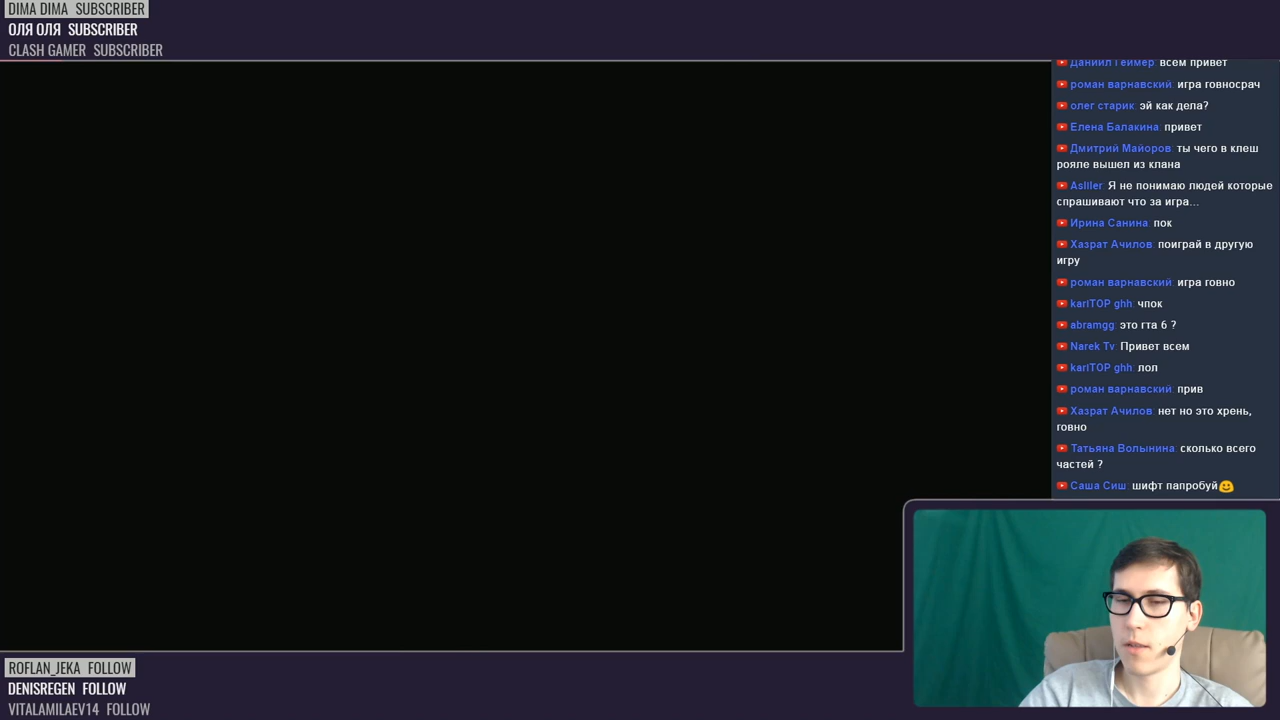 DIMA DIMA SUBSCRIBER
ОЛЯ ОЛЯ SUBSCRIBER
CLASH GAMER SUBSCRIBER
Даниил Геймер: всем привет
роман варнавский: игра говносрач
олег старик: эй как дела?
Елена Балакина: привет
Дмитрий Майоров: ты чего в клеш
рояле вышел из клана
Asliler: Я не понимаю людей которые
спрашивают что за игра...
Ирина Санина: пок
Хазрат Ачилов: поиграй в другую
игру
роман варнавский: игра говно
karlTOP ghh: чпок
abramgg: это гта 6 ?
Narek Tv: Привет всем
karlTOP ghh: лол
роман варнавский: прив
Хазрат Ачилов: нет но это хрень,
говно
Татьяна Волынина: сколько всего
частей ?
Саша Сиш: шифт папробуй
ROFLAN_JEKA FOLLOW
DENISREGEN FOLLOW
VITALAMILAEV14 FOLLOW